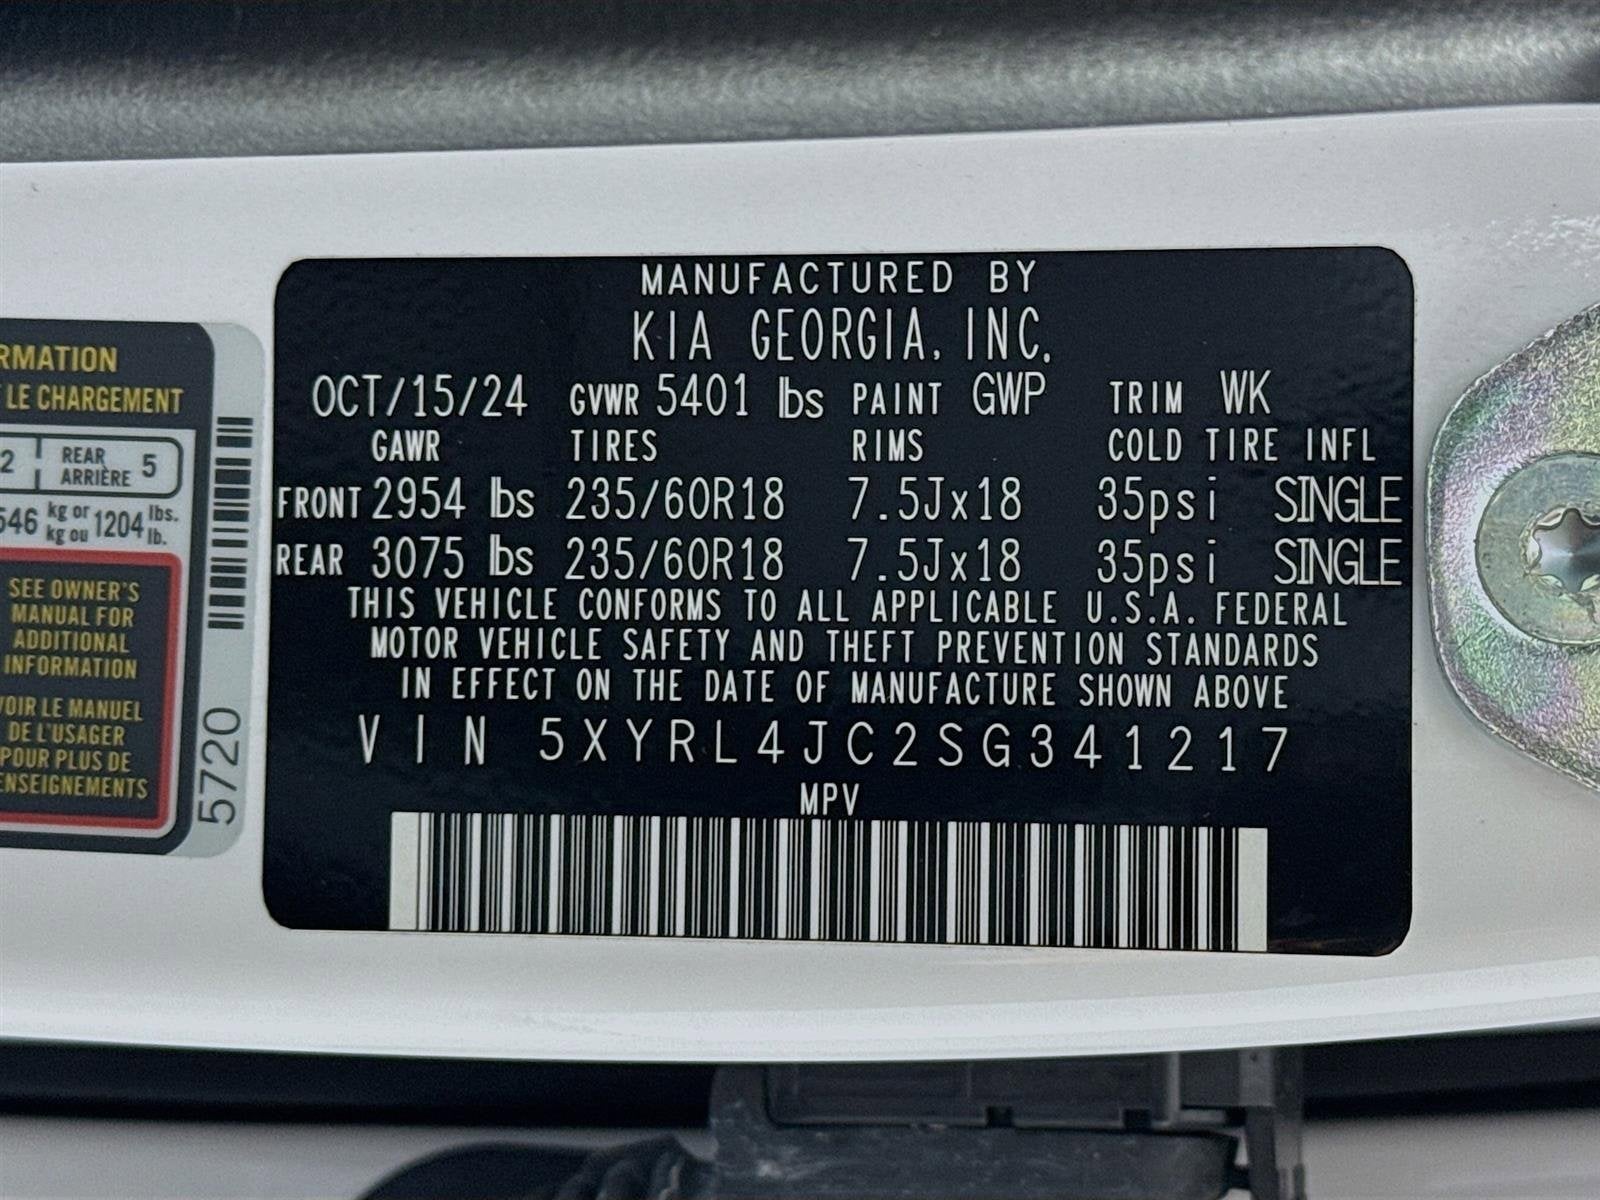 MANUFACTURED BY
KIA GEORGIA, INC.
OCT/15/24 GVWR 5401 lbs PAINT GWP TRIM WK
GAWR TIRES RIMS COLD TIRE INFL
FRONT 2954 lbs 235/60R18 7.5Jx18 35psi SINGLE
REAR 3075 lbs 235/60R18 7.5Jx18 35psi SINGLE
THIS VEHICLE CONFORMS TO ALL APPLICABLE U.S.A. FEDERAL
MOTOR VEHICLE SAFETY AND THEFT PREVENTION STANDARDS
IN EFFECT ON THE DATE OF MANUFACTURE SHOWN ABOVE
VIN 5XYRL4JC2SG341217
MPV
RMATION
LE CHARGEMENT
2 REAR ARRIÈRE 5
546 kg or kg ou 1204 lbs. lb.
SEE OWNER'S
MANUAL FOR
ADDITIONAL
INFORMATION
VOIR LE MANUEL
DE L'USAGER
POUR PLUS DE
ENSEIGNEMENTS
5720